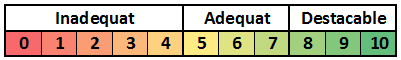 Inadequat Adequat Destacable
0 1 2 3 4 5 6 7 8 9 10